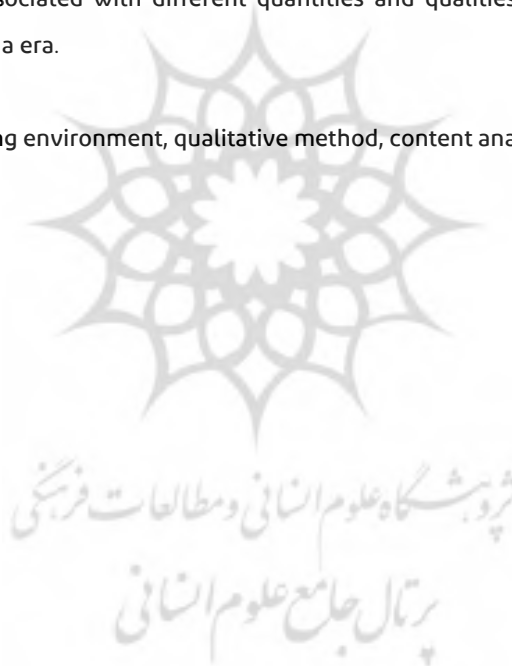 ssociated with different quantities and qualities
a era.
ng environment, qualitative method, content ana
پژوهشگاه علوم انسانی و مطالعات فرهنگی
پرتال جامع علوم انسانی